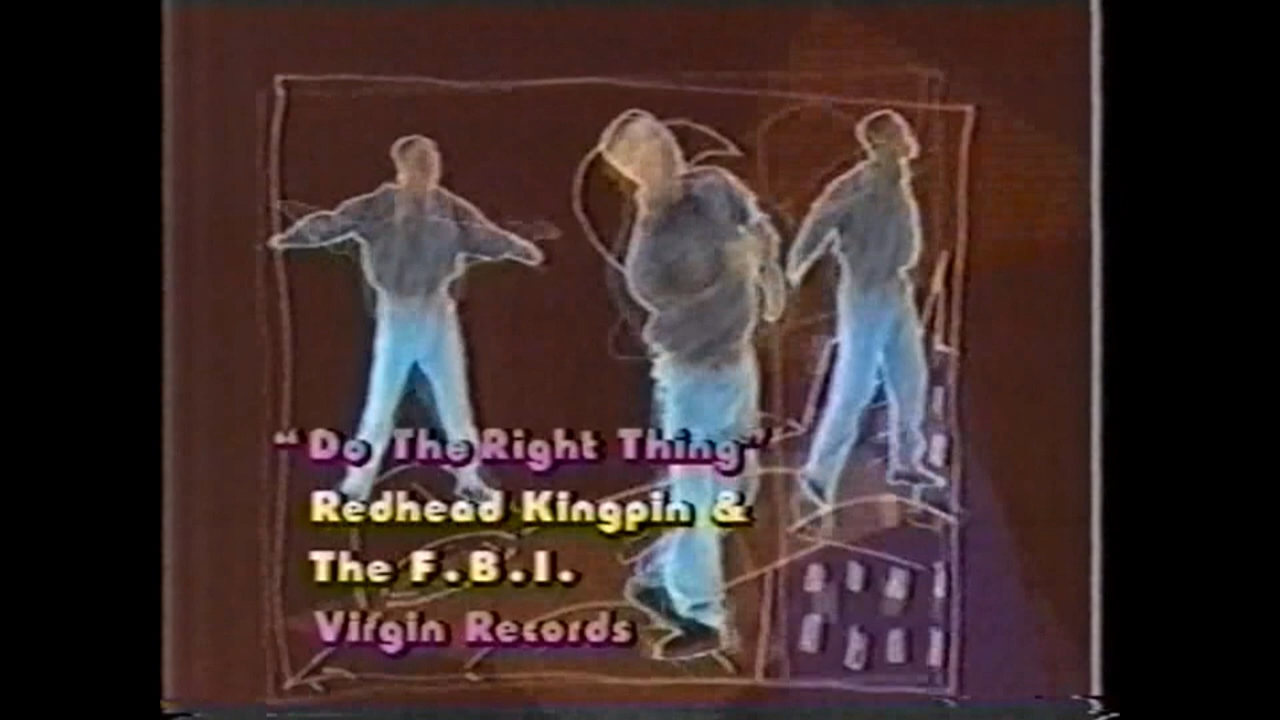 “Do The Right Thing”
Redhead Kingpin &
The F.B.I.
Virgin Records